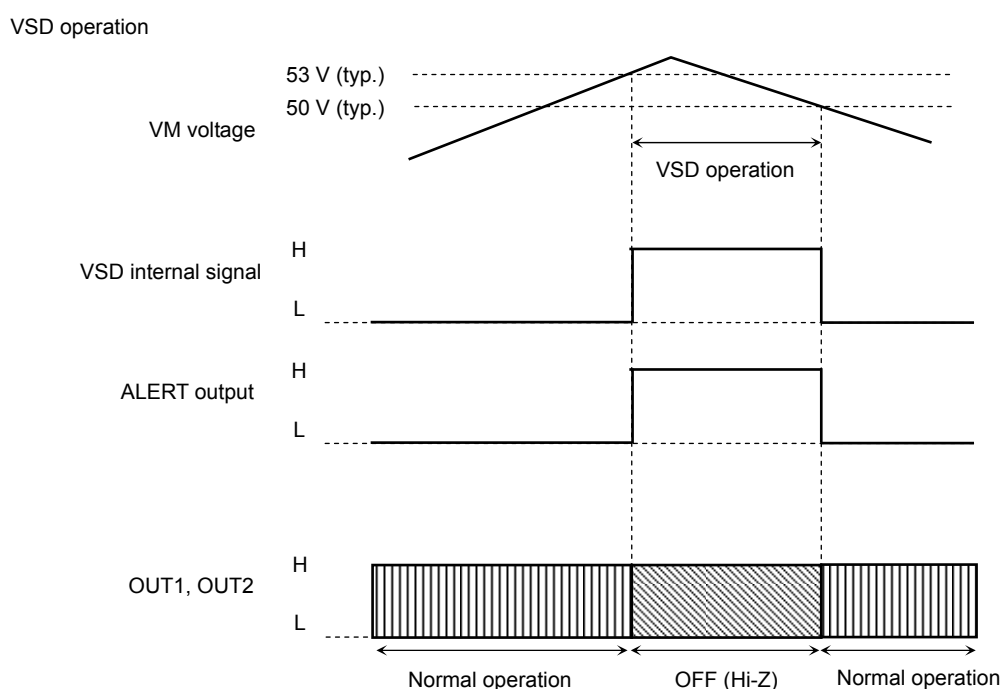 VSD operation
53 V (typ.)
50 V (typ.)
VM voltage
VSD operation
H
VSD internal signal
L
H
ALERT output
L
H
OUT1, OUT2
L
Normal operation
OFF (Hi-Z)
Normal operation